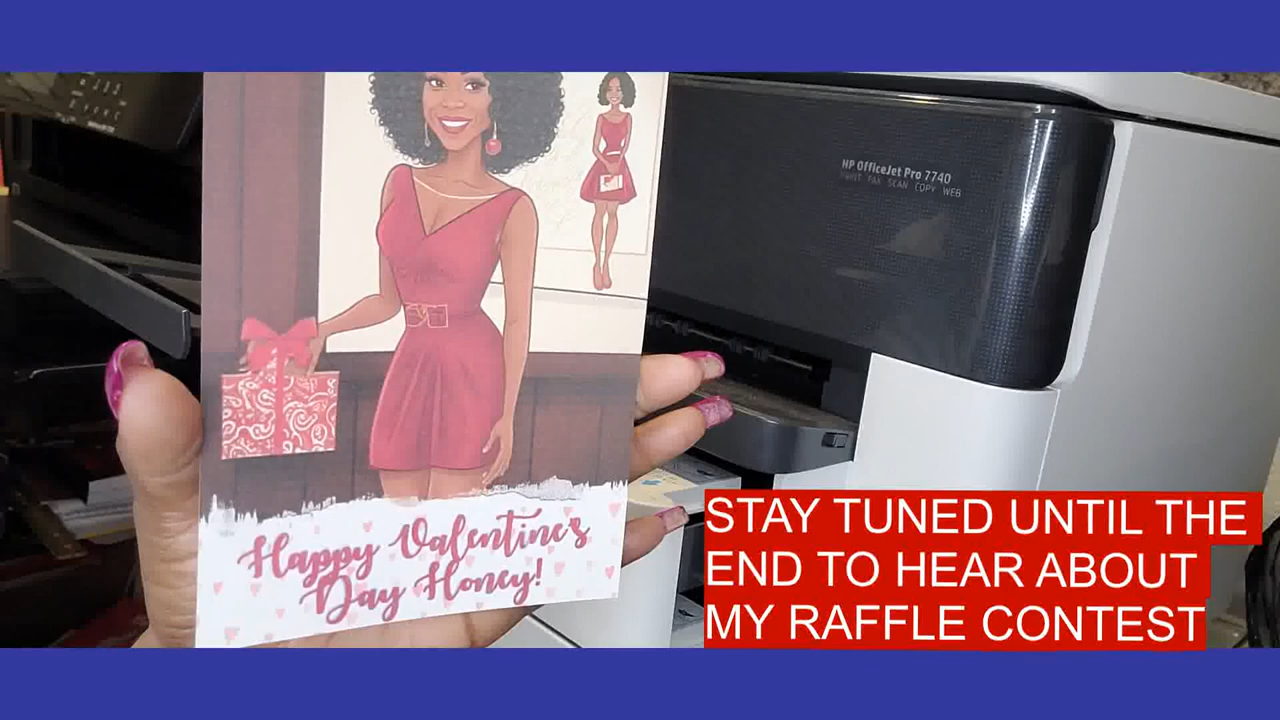 HP OfficeJet Pro 7740
PRINT FAX SCAN COPY WEB
Happy Valentine's
Day Honey!
STAY TUNED UNTIL THE
END TO HEAR ABOUT
MY RAFFLE CONTEST